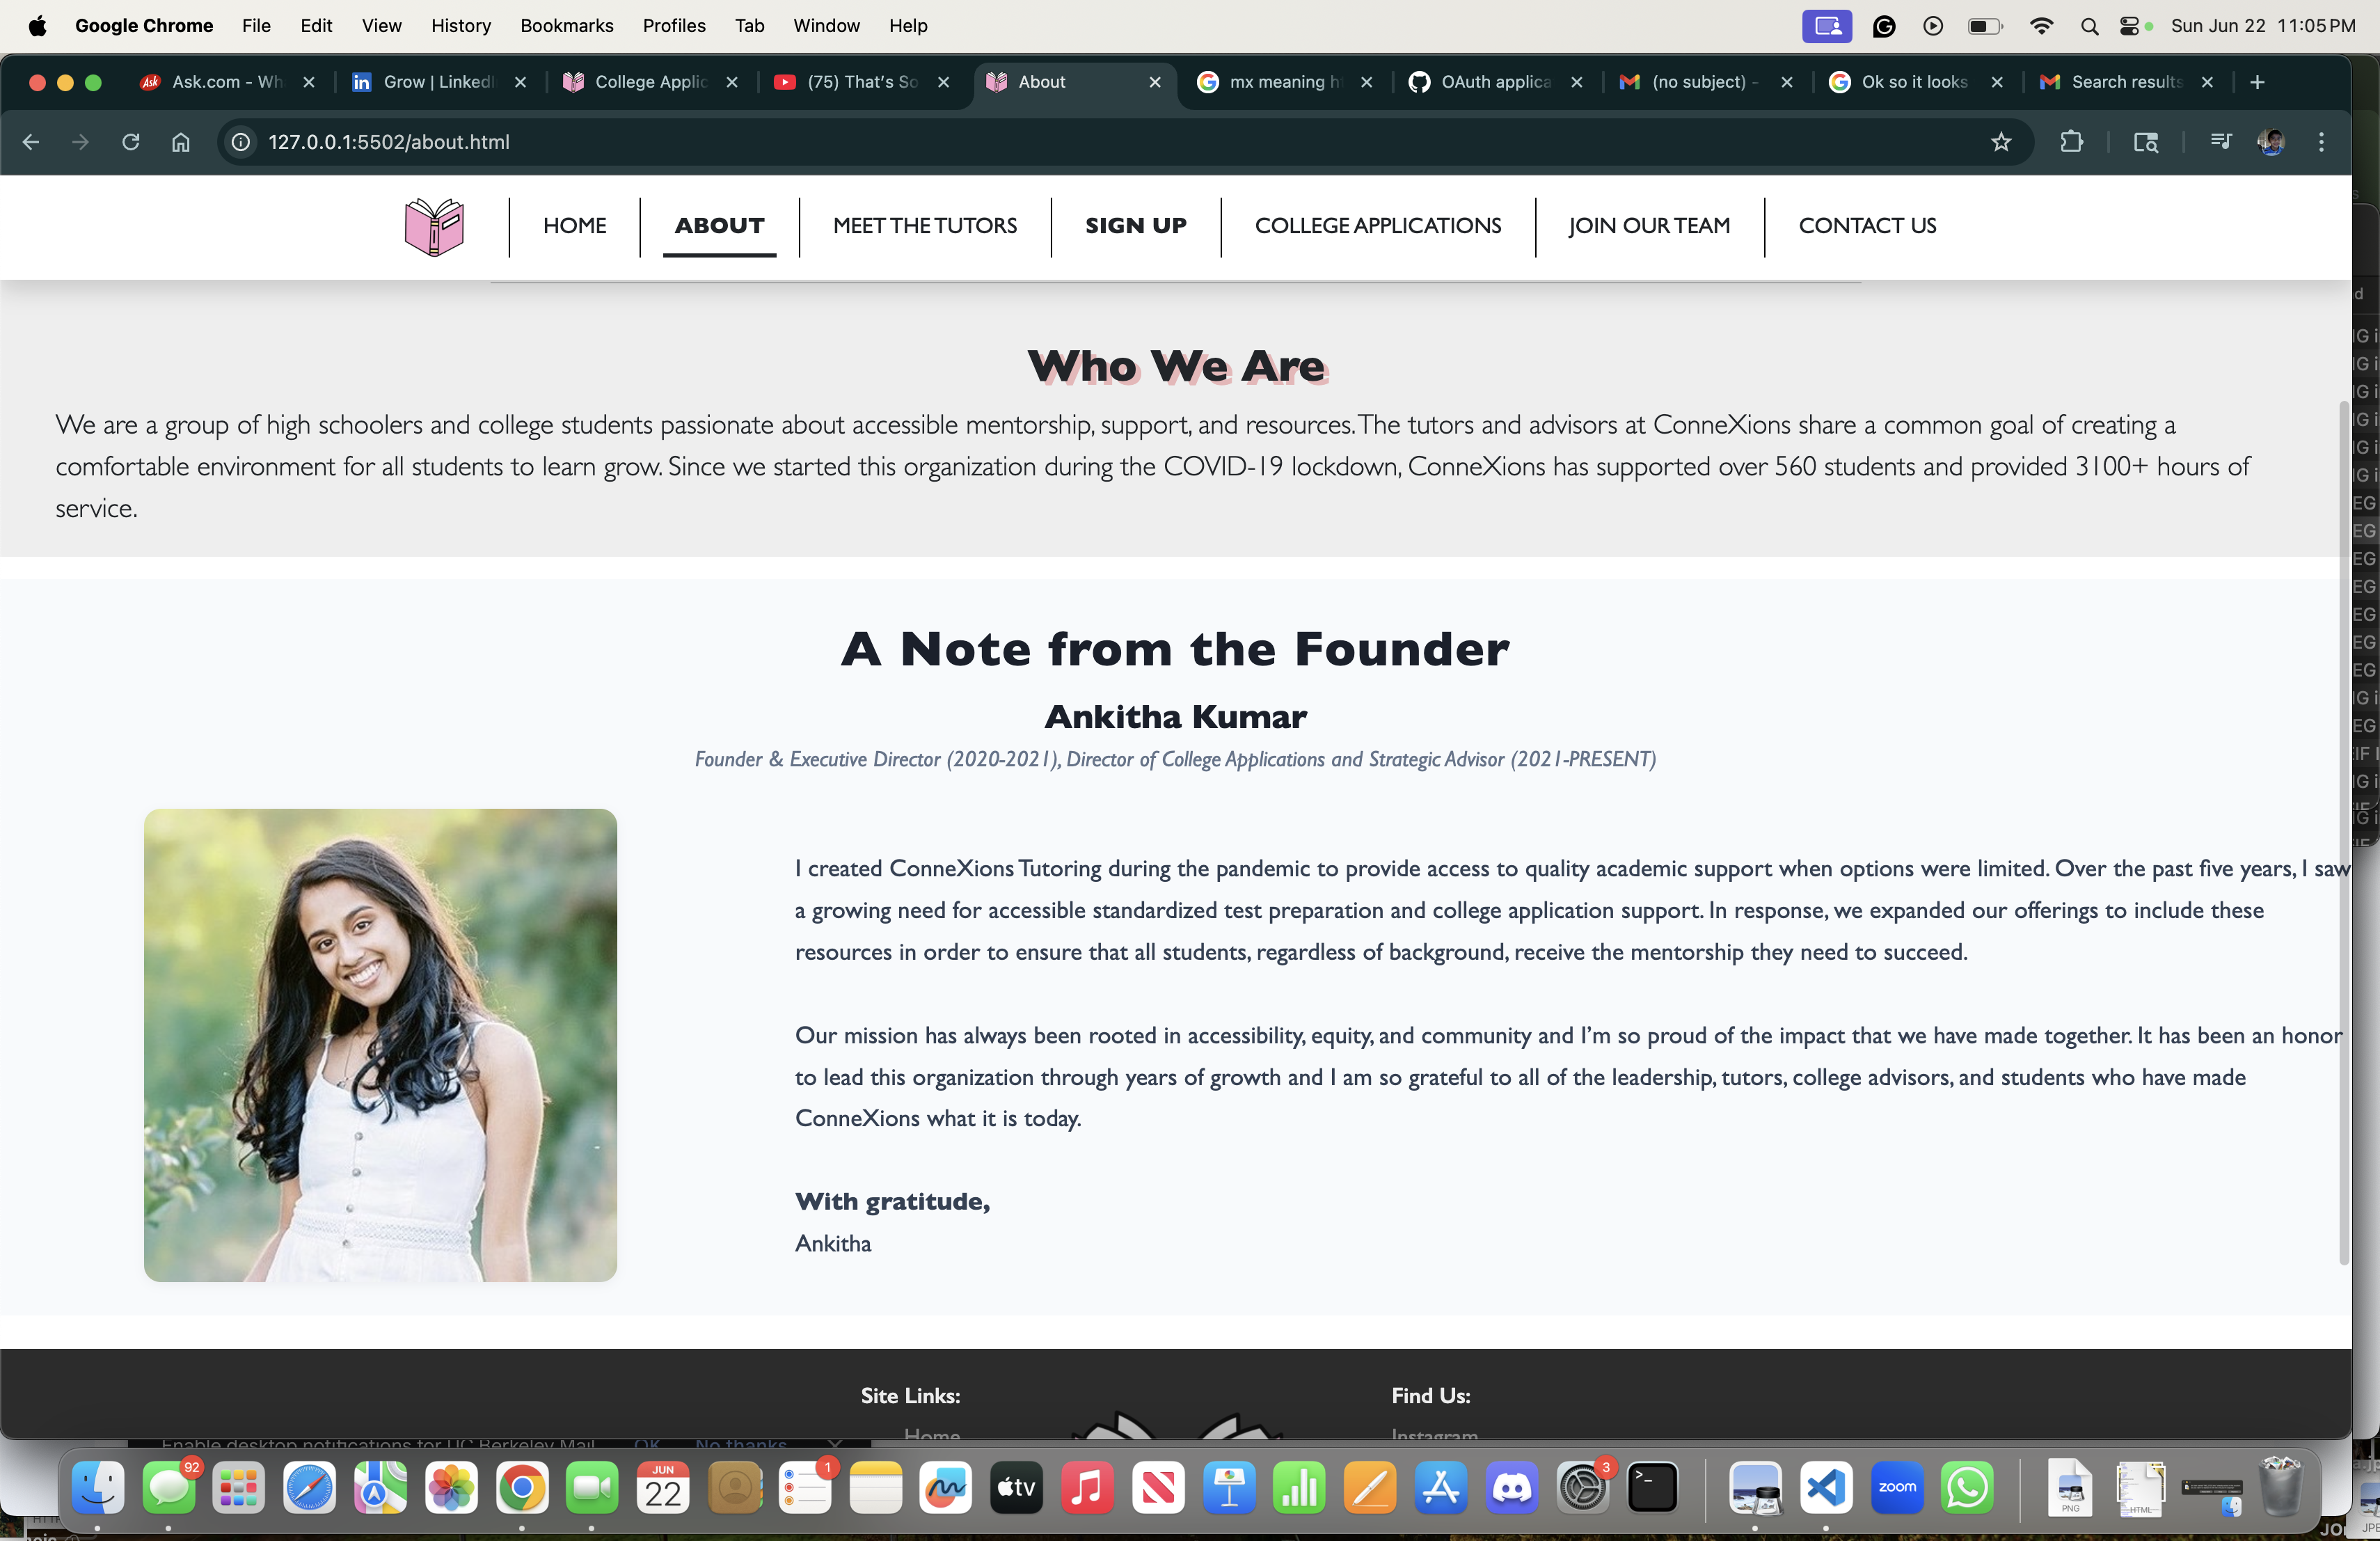 Google Chrome File Edit View History Bookmarks Profiles Tab Window Help Sun Jun 22 11:05 PM
Ask Ask.com - Wh in Grow | LinkedI College Applic (75) That's So About mx meaning h OAuth applica (no subject) - Ok so it looks Search results
127.0.0.1:5502/about.html
HOME ABOUT MEET THE TUTORS SIGN UP COLLEGE APPLICATIONS JOIN OUR TEAM CONTACT US
Who We Are
We are a group of high schoolers and college students passionate about accessible mentorship, support, and resources. The tutors and advisors at ConneXions share a common goal of creating a
comfortable environment for all students to learn grow. Since we started this organization during the COVID-19 lockdown, ConneXions has supported over 560 students and provided 3100+ hours of
service.
A Note from the Founder
Ankitha Kumar
Founder & Executive Director (2020-2021), Director of College Applications and Strategic Advisor (2021-PRESENT)
I created ConneXions Tutoring during the pandemic to provide access to quality academic support when options were limited. Over the past five years, I saw
a growing need for accessible standardized test preparation and college application support. In response, we expanded our offerings to include these
resources in order to ensure that all students, regardless of background, receive the mentorship they need to succeed.
Our mission has always been rooted in accessibility, equity, and community and I'm so proud of the impact that we have made together. It has been an honor
to lead this organization through years of growth and I am so grateful to all of the leadership, tutors, college advisors, and students who have made
ConneXions what it is today.
With gratitude,
Ankitha
Site Links: Find Us:
Home Instagram
Enable desktop notifications for UC Berkeley Mail. OK No thanks
92 JUN 22 1 tv 3 zoom PNG HTML